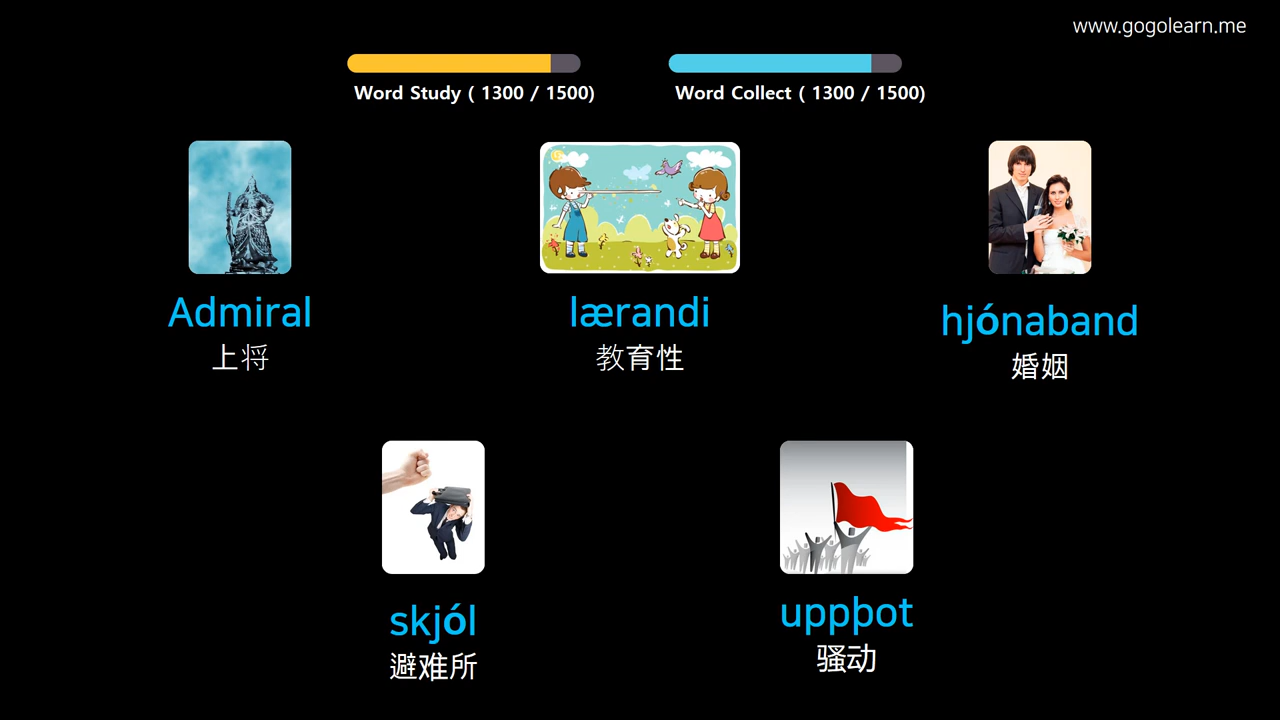 www.gogolearn.me
Word Study ( 1300 / 1500)
Word Collect ( 1300 / 1500)
Admiral
上将
lærandi
教育性
hjónaband
婚姻
skjól
避难所
uppþot
骚动